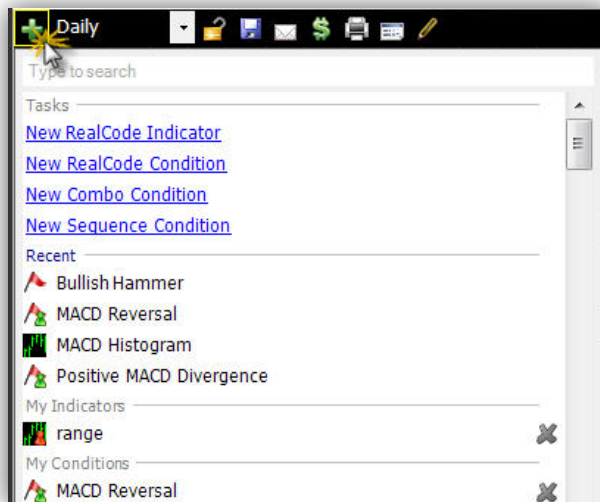 Daily
Type to search
Tasks
New RealCode Indicator
New RealCode Condition
New Combo Condition
New Sequence Condition
Recent
Bullish Hammer
MACD Reversal
MACD Histogram
Positive MACD Divergence
My Indicators
range
My Conditions
MACD Reversal